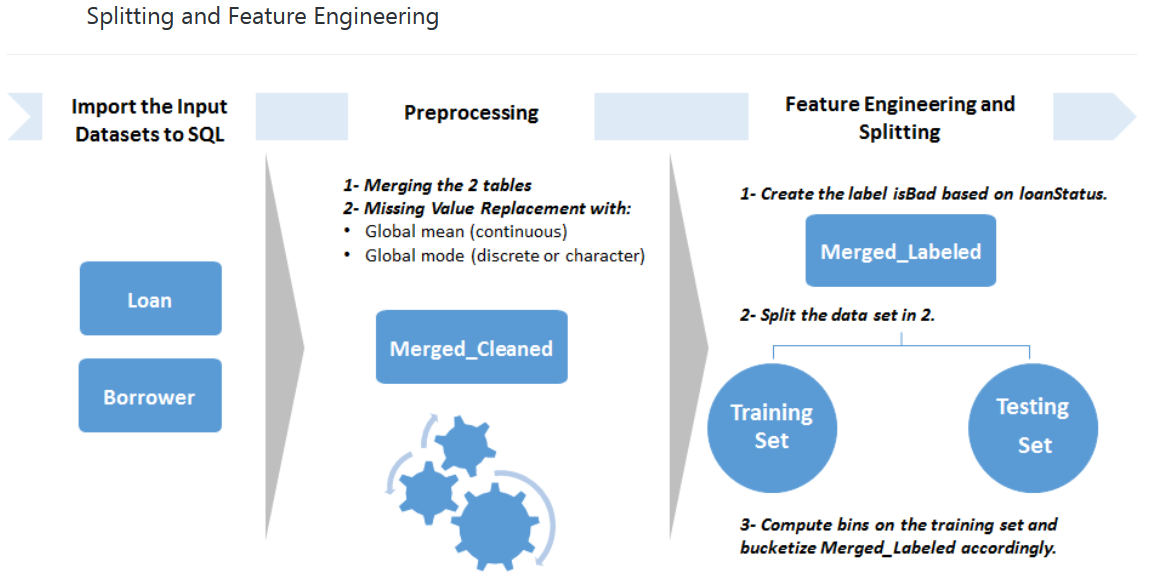 Splitting and Feature Engineering
Import the Input
Datasets to SQL
Preprocessing
Feature Engineering and
Splitting
Loan
Borrower
1- Merging the 2 tables
2- Missing Value Replacement with:
• Global mean (continuous)
• Global mode (discrete or character)
Merged_Cleaned
1- Create the label isBad based on loanStatus.
Merged_Labeled
2- Split the data set in 2.
Training
Set
Testing
Set
3- Compute bins on the training set and
bucketize Merged_Labeled accordingly.